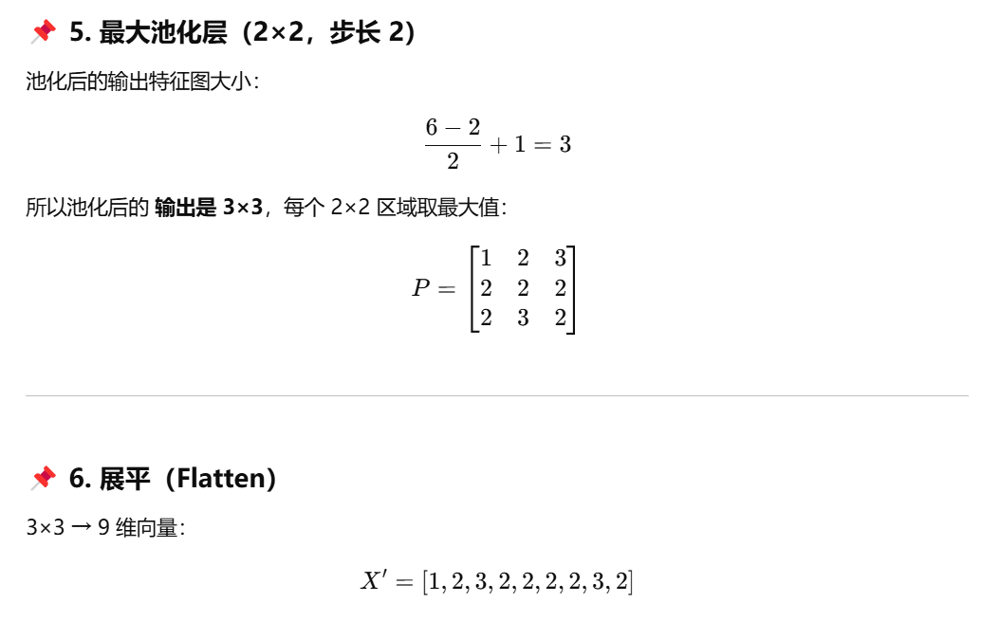 📌 5. 最大池化层（2×2，步长 2）
池化后的输出特征图大小：
\frac{6-2}{2}+1=3
所以池化后的 输出是 3×3，每个 2×2 区域取最大值：
P = \begin{bmatrix} 1 & 2 & 3 \\ 2 & 2 & 2 \\ 2 & 3 & 2 \end{bmatrix}
📌 6. 展平（Flatten）
3×3 → 9 维向量：
X' = [1, 2, 3, 2, 2, 2, 2, 3, 2]